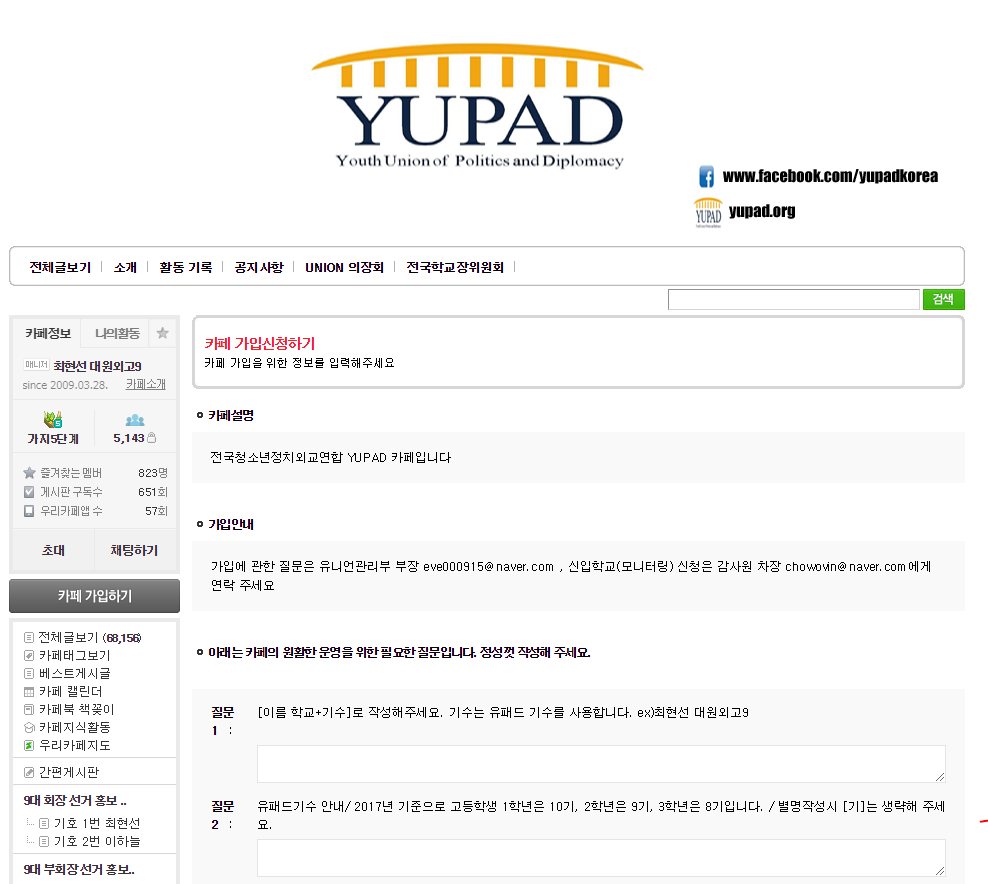 YUPAD
Youth Union of Politics and Diplomacy
www.facebook.com/yupadkorea
YUPAD
yupad.org
전체글보기 소개 활동 기록 공지사항 UNION 의장회 전국학교장위원회
검색
카페정보 나의활동
매니저 최현선 대원외고9
since 2009.03.28. 카페소개
5
가지5단계 5,143
즐겨찾는 멤버 823명
게시판 구독수 651회
우리카페앱 수 57회
초대 채팅하기
카페 가입하기
전체글보기 (68,156)
카페태그보기
베스트게시글
카페 캘린더
카페북 책꽂이
카페지식활동
우리카페지도
간편게시판
9대 회장 선거 홍보 ..
기호 1번 최현선
기호 2번 이하늘
9대 부회장 선거 홍보..
카페 가입신청하기
카페 가입을 위한 정보를 입력해주세요
카페설명
전국청소년정치외교연합 YUPAD 카페입니다
가입안내
가입에 관한 질문은 유니언관리부 부장 eve000915@naver.com , 신입학교(모니터링) 신청은 감사원 차장 chowovin@naver.com에게
연락 주세요
아래는 카페의 원활한 운영을 위한 필요한 질문입니다. 정성껏 작성해 주세요.
질문 [이름 학교+기수]로 작성해주세요. 기수는 유패드 기수를 사용합니다. ex)최현선 대원외고9
1 :
질문 유패드기수 안내/ 2017년 기준으로 고등학생 1학년은 10기, 2학년은 9기, 3학년은 8기입니다. / 별명작성시 [기]는 생략해 주세
2 : 요.